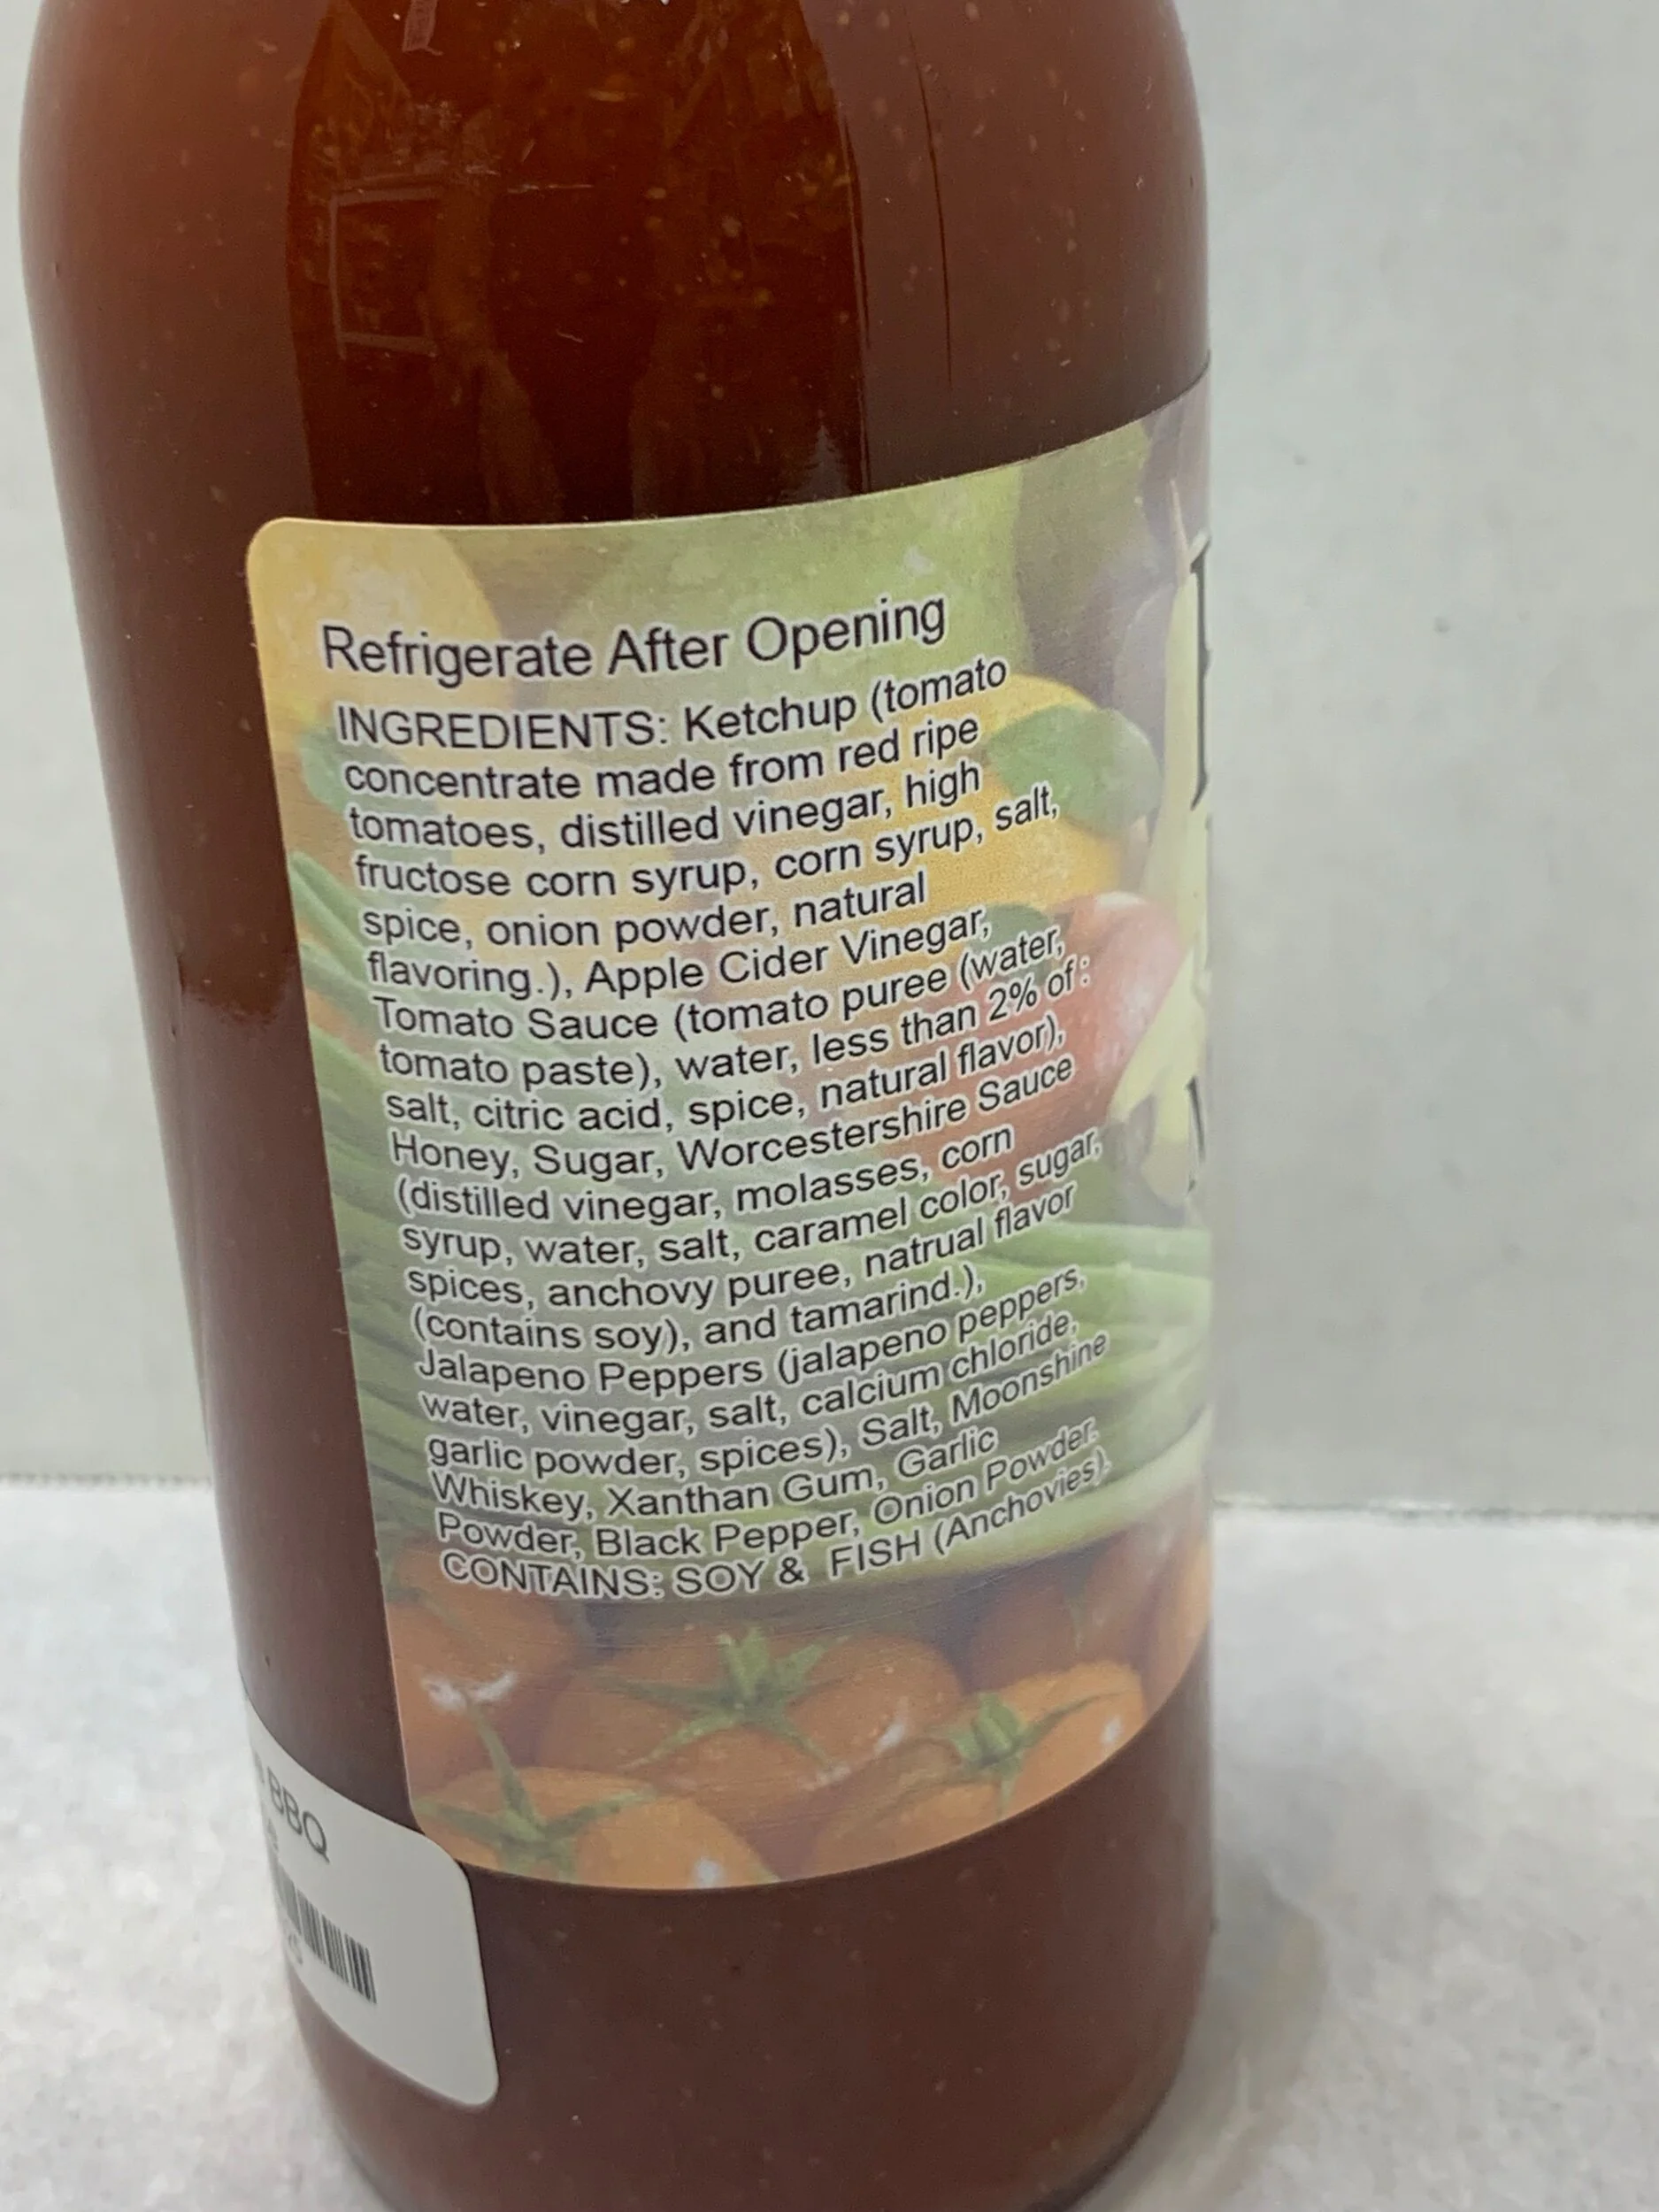 Refrigerate After Opening
INGREDIENTS: Ketchup (tomato
concentrate made from red ripe
tomatoes, distilled vinegar, high
fructose corn syrup, corn syrup, salt,
spice, onion powder, natural
flavoring.), Apple Cider Vinegar,
Tomato Sauce (tomato puree (water,
tomato paste), water, less than 2% of:
salt, citric acid, spice, natural flavor),
Honey, Sugar, Worcestershire Sauce
(distilled vinegar, molasses, corn
syrup, water, salt, caramel color, sugar,
spices, anchovy puree, natrual flavor
(contains soy), and tamarind.),
Jalapeno Peppers (jalapeno peppers,
water, vinegar, salt, calcium chloride,
garlic powder, spices), Salt, Moonshine
Whiskey, Xanthan Gum, Garlic
Powder, Black Pepper, Onion Powder.
CONTAINS: SOY & FISH (Anchovies).
BBQ